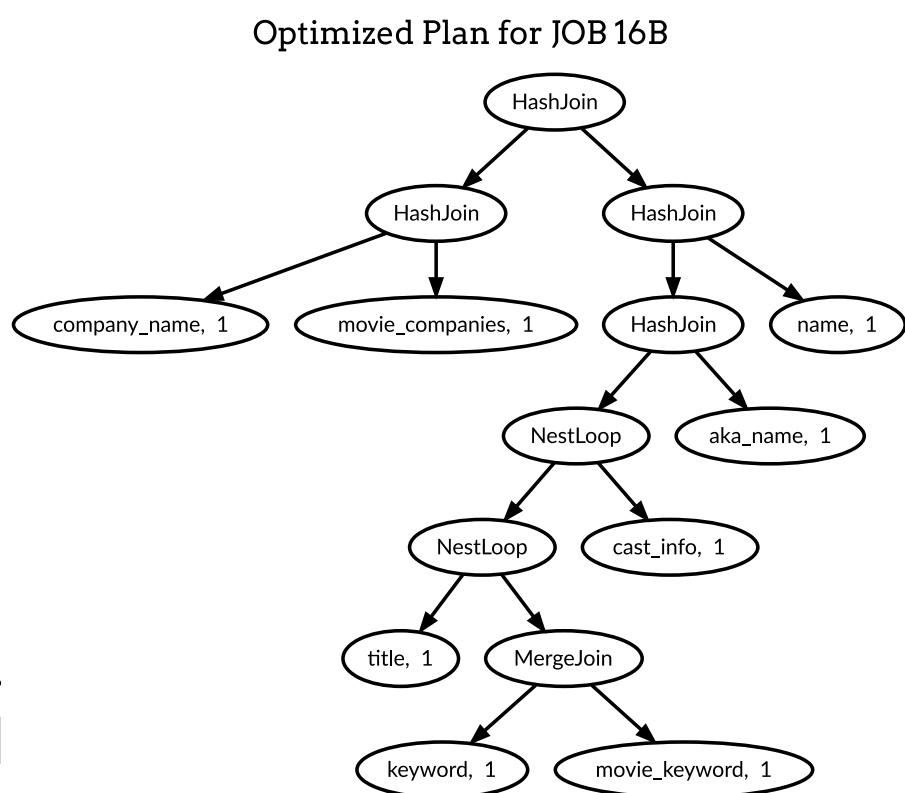 Optimized Plan for JOB 16B
HashJoin
HashJoin
HashJoin
company_name, 1
movie_companies, 1
HashJoin
name, 1
NestLoop
aka_name, 1
NestLoop
cast_info, 1
title, 1
MergeJoin
keyword, 1
movie_keyword, 1